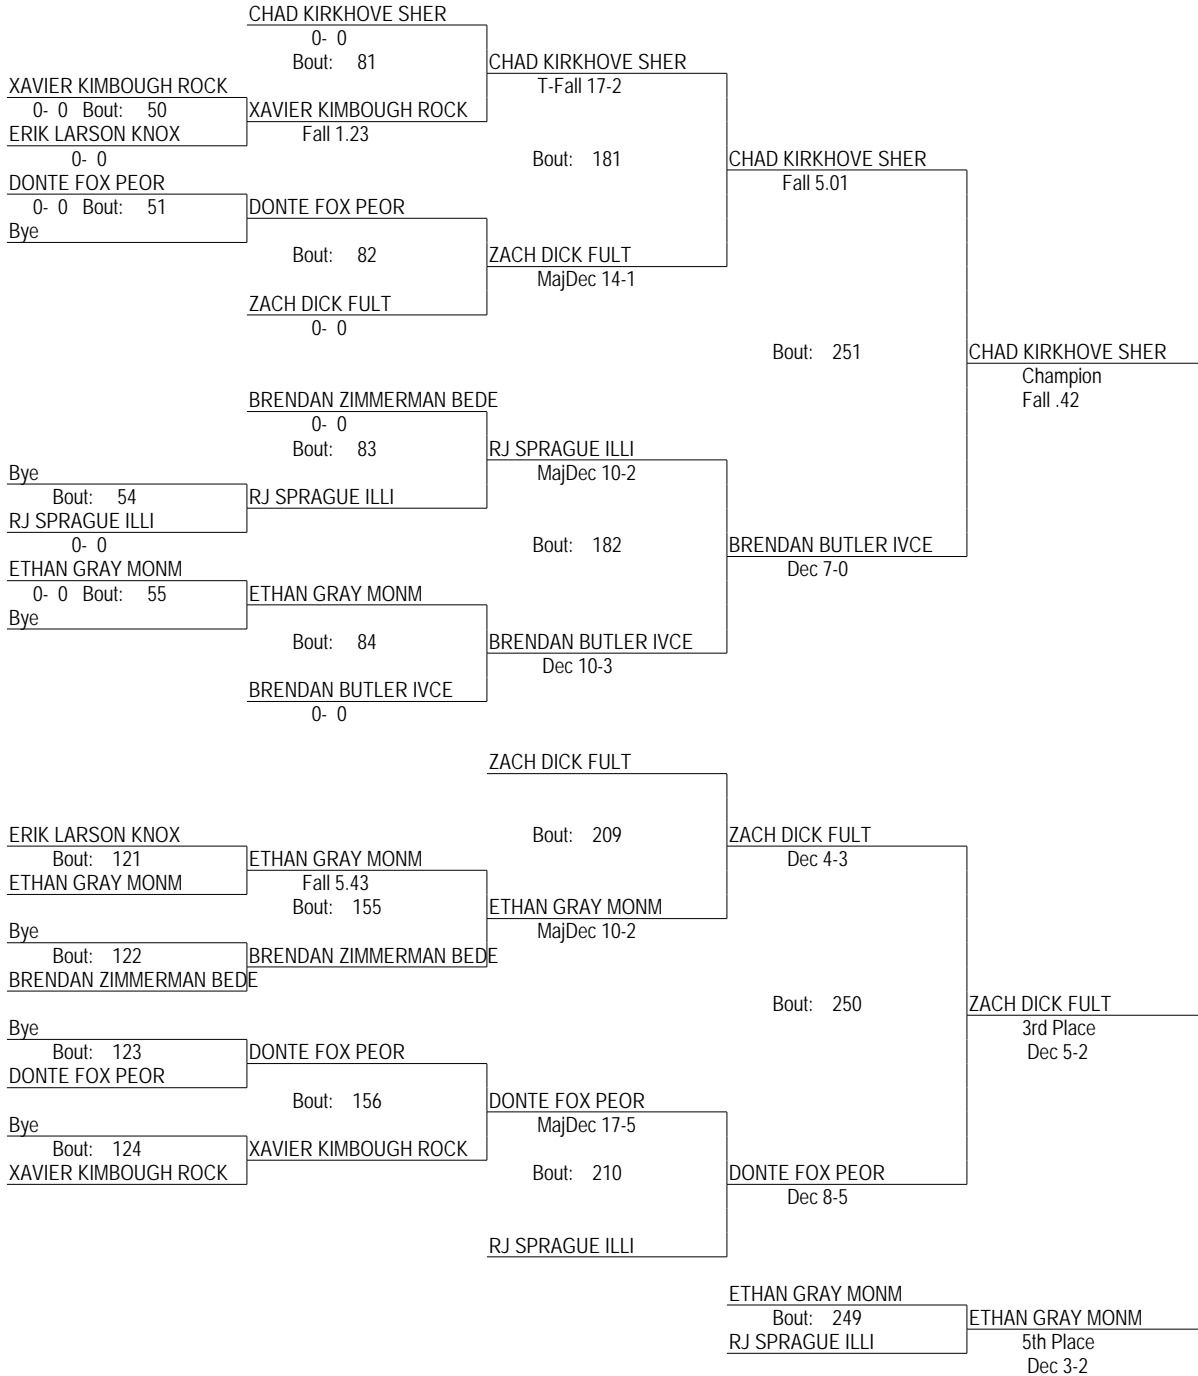 CHAD KIRKHOVE SHER
0- 0
Bout: 81
CHAD KIRKHOVE SHER
T-Fall 17-2
XAVIER KIMBOUGH ROCK
0- 0 Bout: 50
XAVIER KIMBOUGH ROCK
Fall 1.23
ERIK LARSON KNOX
0- 0
Bout: 181
CHAD KIRKHOVE SHER
Fall 5.01
DONTE FOX PEOR
0- 0 Bout: 51
DONTE FOX PEOR
Bye
Bout: 82
ZACH DICK FULT
MajDec 14-1
ZACH DICK FULT
0- 0
Bout: 251
CHAD KIRKHOVE SHER
Champion
Fall .42
BRENDAN ZIMMERMAN BEDE
0- 0
Bout: 83
RJ SPRAGUE ILLI
MajDec 10-2
Bye
Bout: 54
RJ SPRAGUE ILLI
RJ SPRAGUE ILLI
0- 0
Bout: 182
BRENDAN BUTLER IVCE
Dec 7-0
ETHAN GRAY MONM
0- 0 Bout: 55
ETHAN GRAY MONM
Bye
Bout: 84
BRENDAN BUTLER IVCE
Dec 10-3
BRENDAN BUTLER IVCE
0- 0
ZACH DICK FULT
Bout: 209
ZACH DICK FULT
Dec 4-3
ERIK LARSON KNOX
Bout: 121
ETHAN GRAY MONM
Fall 5.43
ETHAN GRAY MONM
Bout: 155
ETHAN GRAY MONM
MajDec 10-2
Bye
Bout: 122
BRENDAN ZIMMERMAN BEDE
BRENDAN ZIMMERMAN BEDE
Bout: 250
ZACH DICK FULT
3rd Place
Dec 5-2
Bye
Bout: 123
DONTE FOX PEOR
DONTE FOX PEOR
Bout: 156
DONTE FOX PEOR
MajDec 17-5
Bye
Bout: 124
XAVIER KIMBOUGH ROCK
XAVIER KIMBOUGH ROCK
Bout: 210
DONTE FOX PEOR
Dec 8-5
RJ SPRAGUE ILLI
ETHAN GRAY MONM
Bout: 249
ETHAN GRAY MONM
RJ SPRAGUE ILLI
5th Place
Dec 3-2